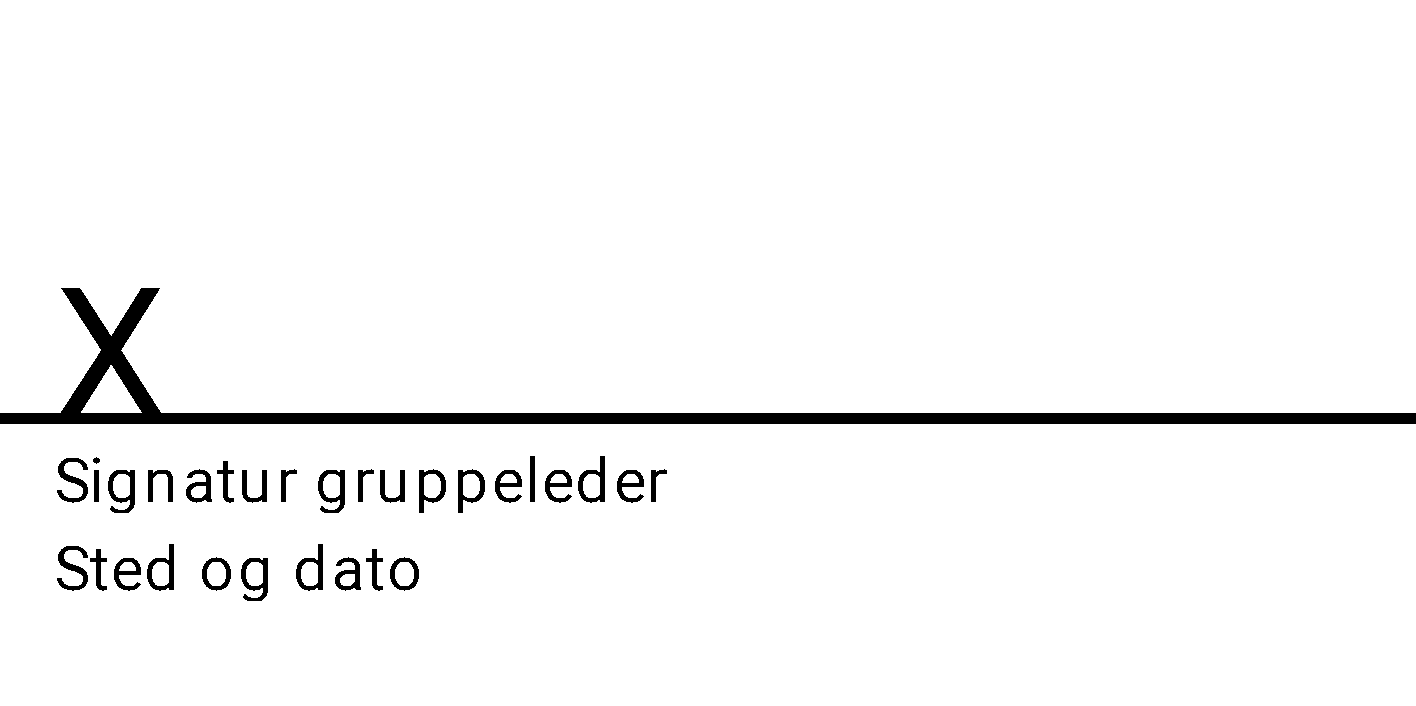 X
Signatur gruppeleder
Sted og dato